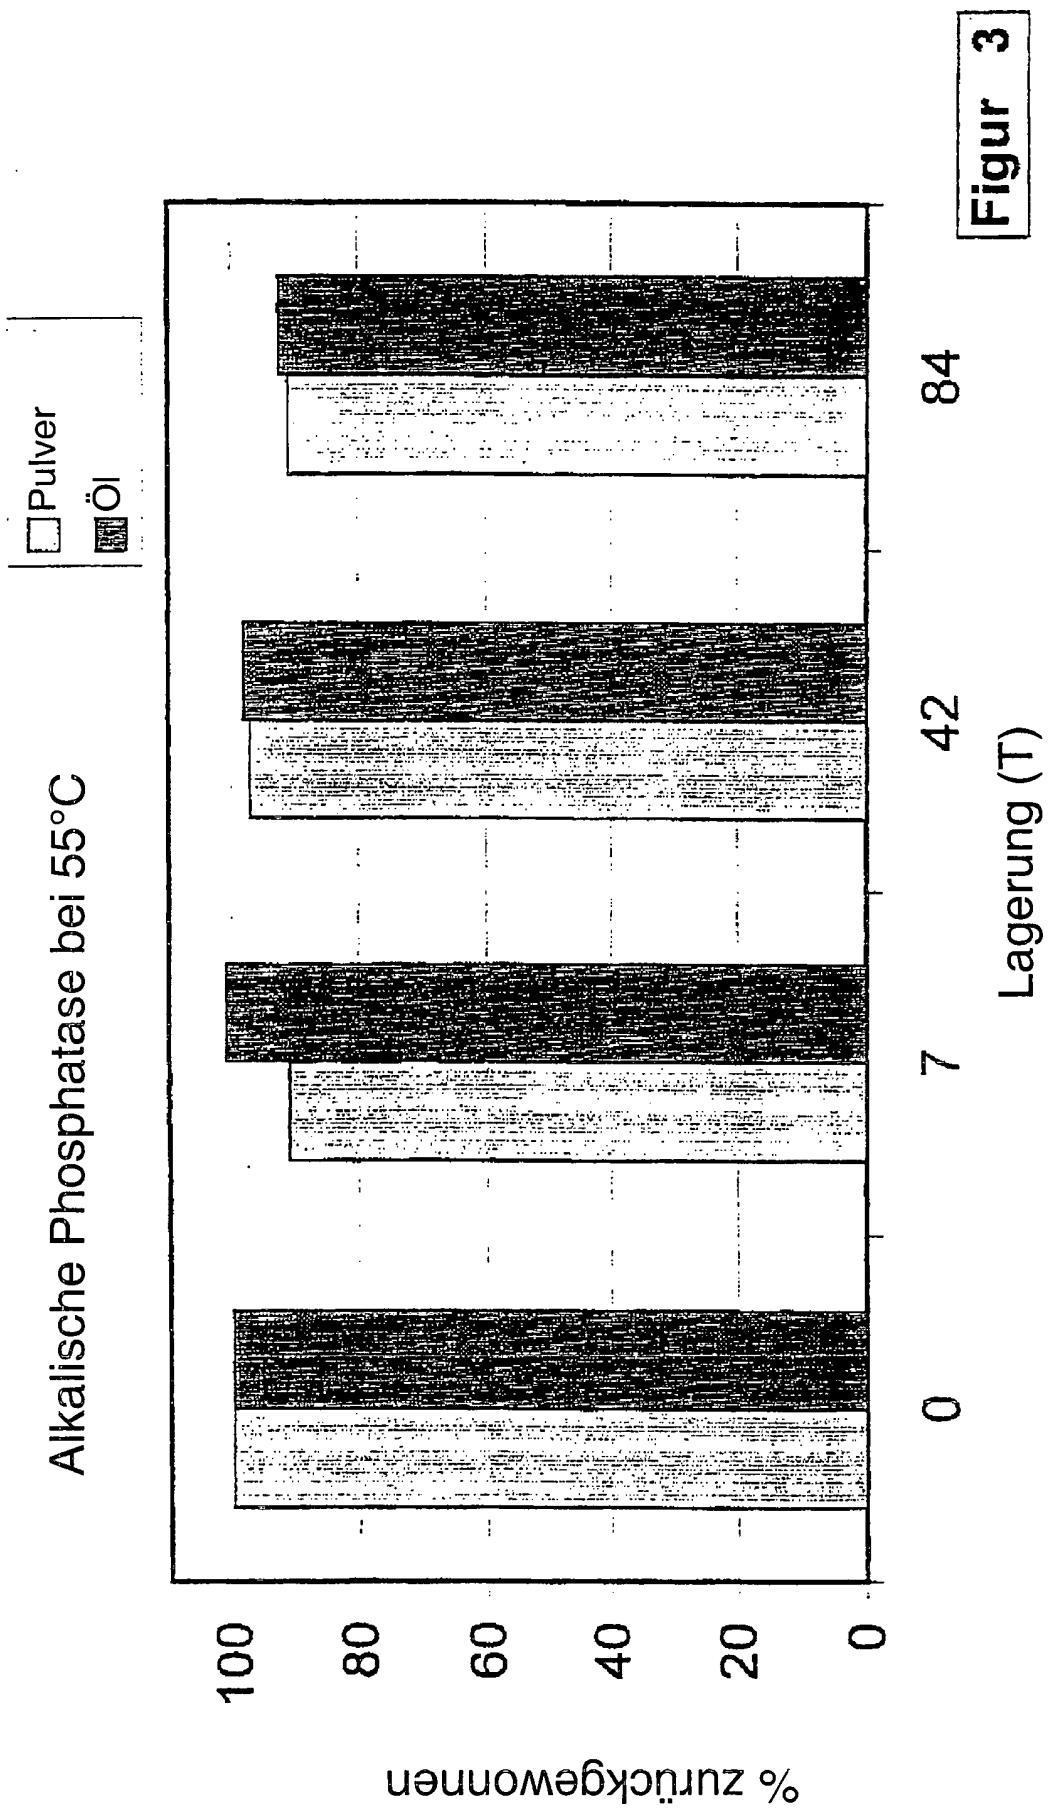 Alkalische Phosphatase bei 55°C
Pulver
Öl
% zurückgewonnen
100
80
60
40
20
0
0 7 42 84
Lagerung (T)
Figur 3